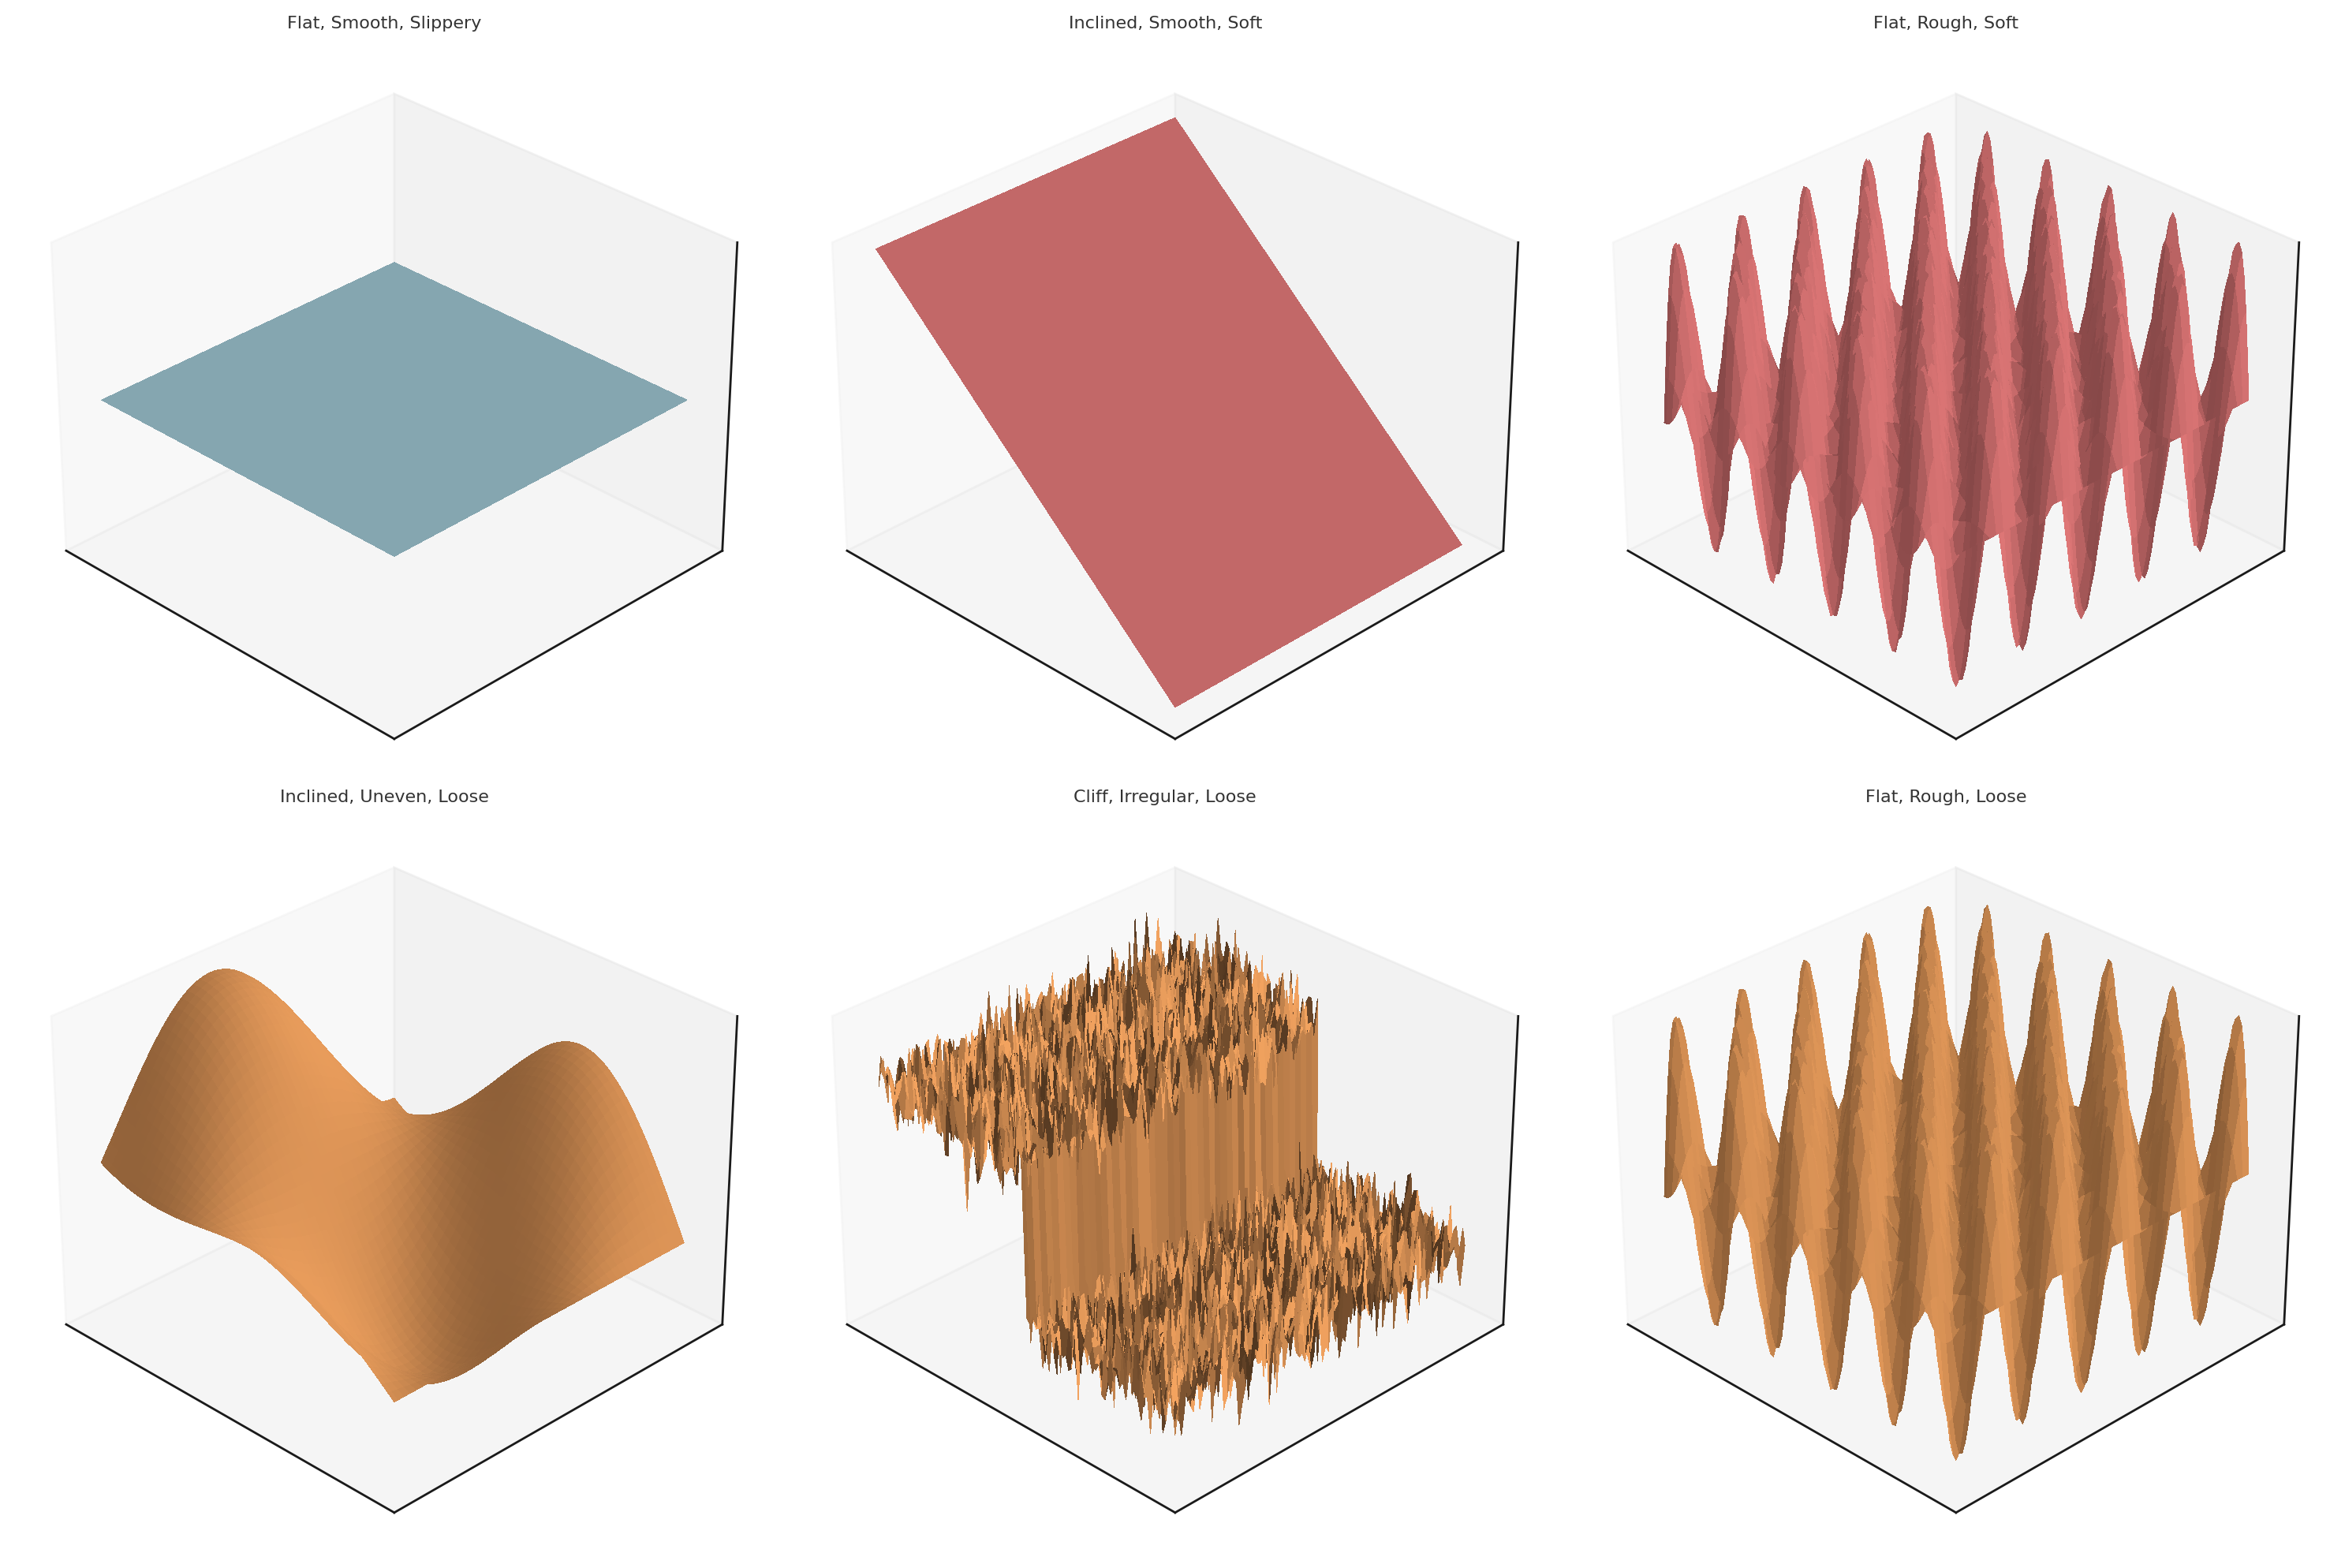 Flat, Smooth, Slippery
Inclined, Smooth, Soft
Flat, Rough, Soft
Inclined, Uneven, Loose
Cliff, Irregular, Loose
Flat, Rough, Loose